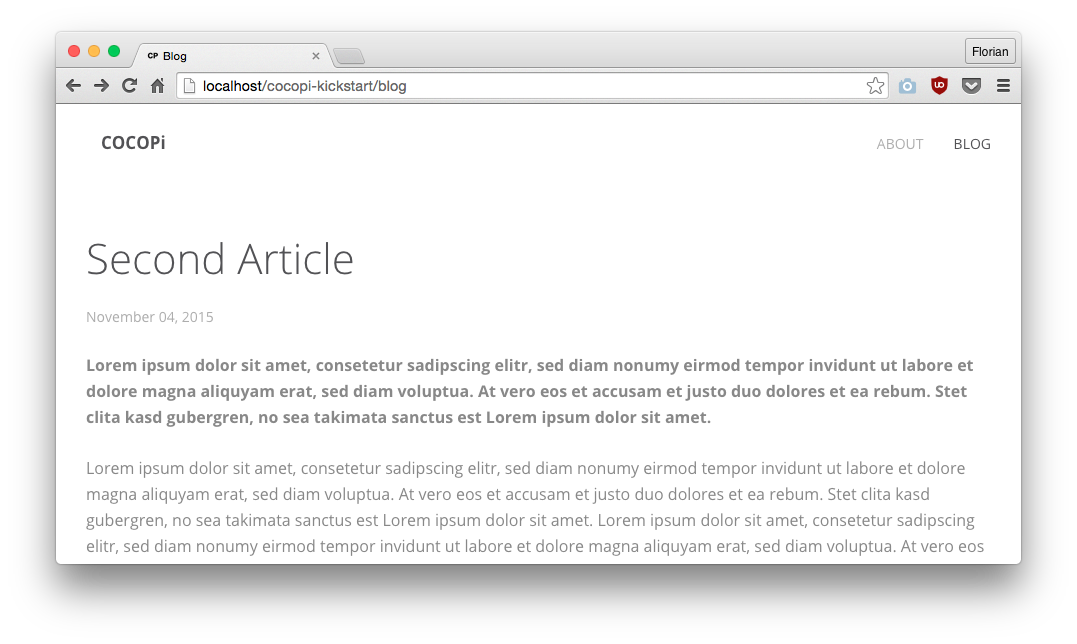 CP Blog
Florian
localhost/cocopi-kickstart/blog
COCOPi
ABOUT BLOG
Second Article
November 04, 2015
Lorem ipsum dolor sit amet, consetetur sadipscing elitr, sed diam nonumy eirmod tempor invidunt ut labore et
dolore magna aliquyam erat, sed diam voluptua. At vero eos et accusam et justo duo dolores et ea rebum. Stet
clita kasd gubergren, no sea takimata sanctus est Lorem ipsum dolor sit amet.
Lorem ipsum dolor sit amet, consetetur sadipscing elitr, sed diam nonumy eirmod tempor invidunt ut labore et dolore
magna aliquyam erat, sed diam voluptua. At vero eos et accusam et justo duo dolores et ea rebum. Stet clita kasd
gubergren, no sea takimata sanctus est Lorem ipsum dolor sit amet. Lorem ipsum dolor sit amet, consetetur sadipscing
elitr, sed diam nonumy eirmod tempor invidunt ut labore et dolore magna aliquyam erat, sed diam voluptua. At vero eos